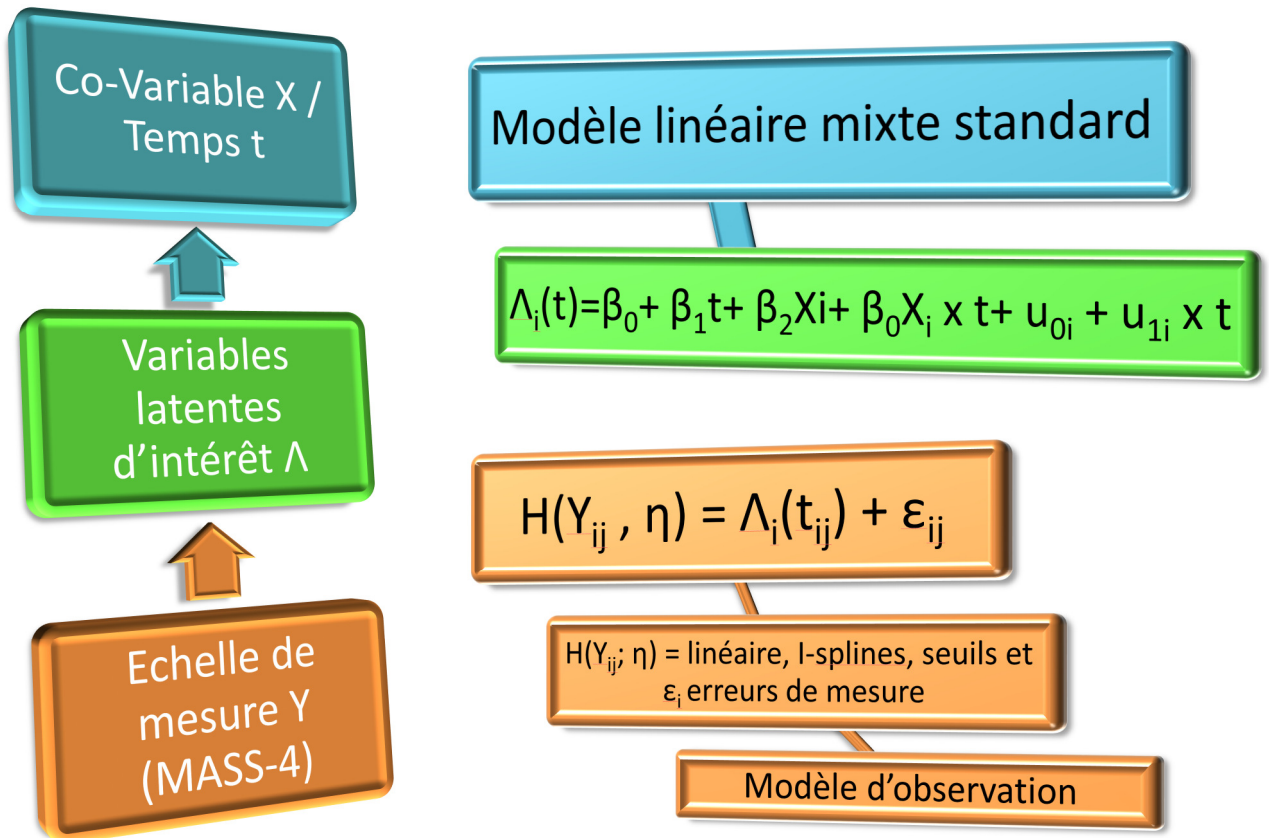 Co-Variable X /
Temps t
Modèle linéaire mixte standard
Λᵢ(t)=β₀+ β₁t+ β₂Xi+ β₀Xᵢ x t+ u₀ᵢ + u₁ᵢ x t
Variables
latentes
d'intérêt Λ
H(Yᵢⱼ , η) = Λᵢ(tᵢⱼ) + εᵢⱼ
H(Yᵢⱼ; η) = linéaire, I-splines, seuils et
εᵢ erreurs de mesure
Modèle d'observation
Echelle de
mesure Y
(MASS-4)